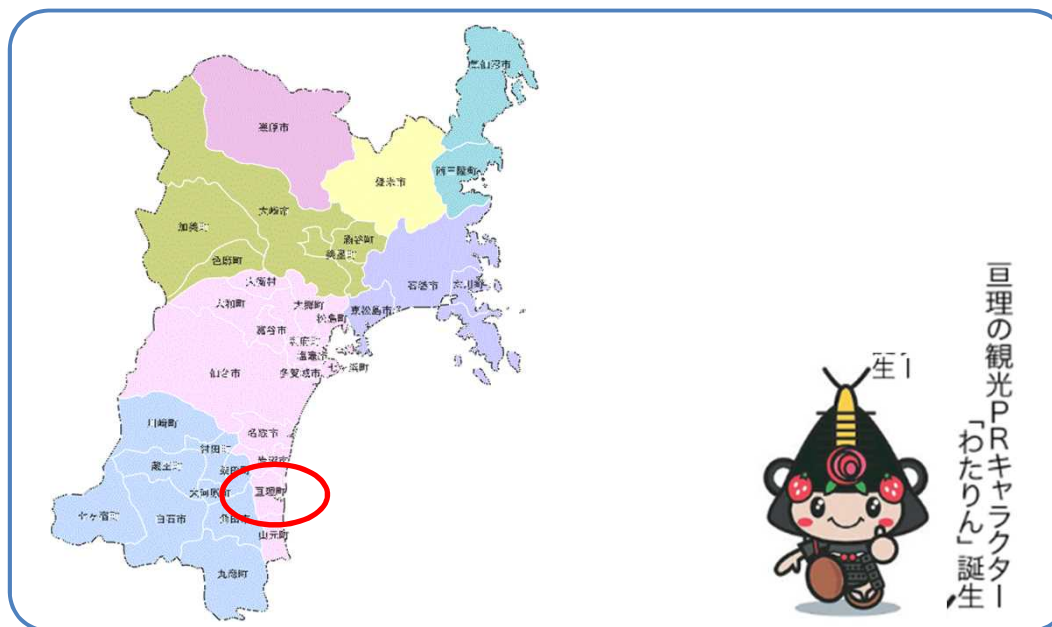 気仙沼市
栗原市
登米市
南三陸町
大崎市
加美町
涌谷町
美里町
色麻町
大衡村
石巻市
女川町
大和町
大郷町
松島町
東松島市
富谷市
利府町
塩竈市
七ヶ浜町
仙台市
多賀城市
川崎町
名取市
村田町
岩沼市
蔵王町
柴田町
大河原町
亘理町
七ヶ宿町
白石市
角田市
山元町
丸森町
亘理の観光PRキャラクター
「わたりん」誕生
生ー